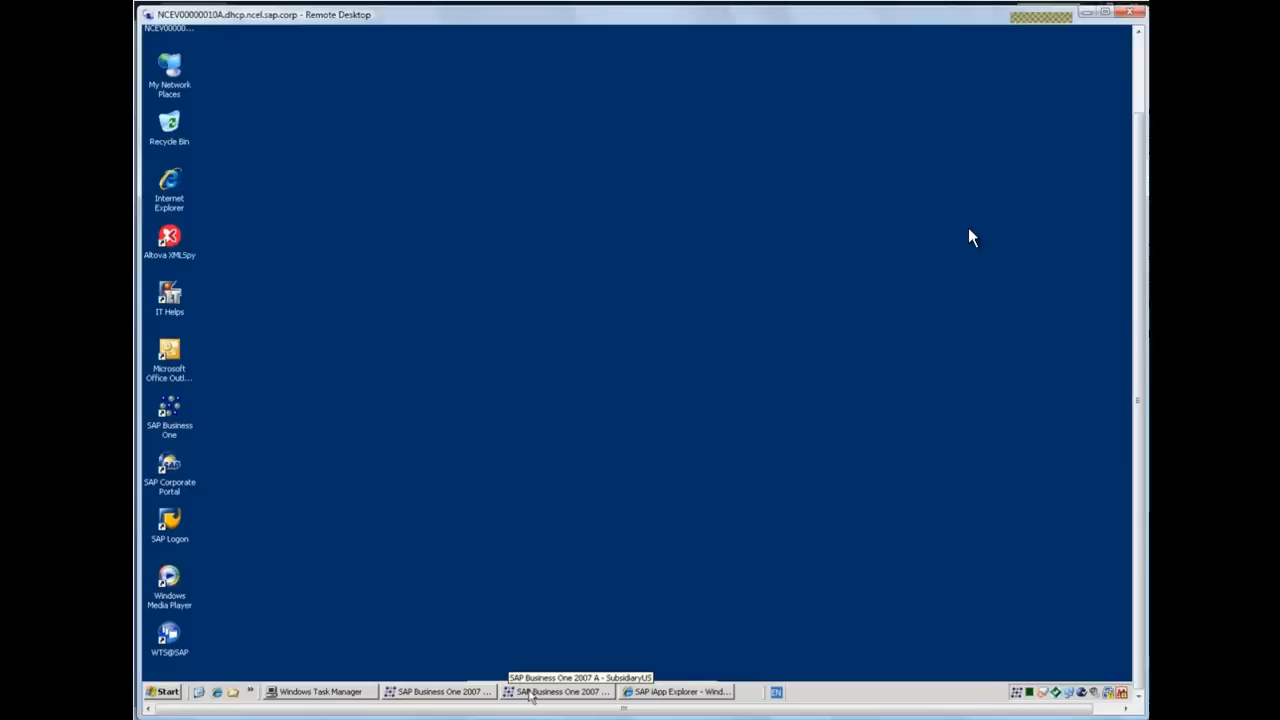 NCEV00000010A.dhcp.ncel.sap.corp - Remote Desktop
NCEV00000...
My Network
Places
Recycle Bin
Internet
Explorer
Altova XMLSpy
IT Helps
Microsoft
Office Outl...
SAP Business
One
SAP
SAP Corporate
Portal
SAP Logon
Windows
Media Player
WTS@SAP
SAP Business One 2007 A - SubsidiaryUS
Start
Windows Task Manager
SAP Business One 2007 ...
SAP Business One 2007 ...
SAP iApp Explorer - Wind...
EN